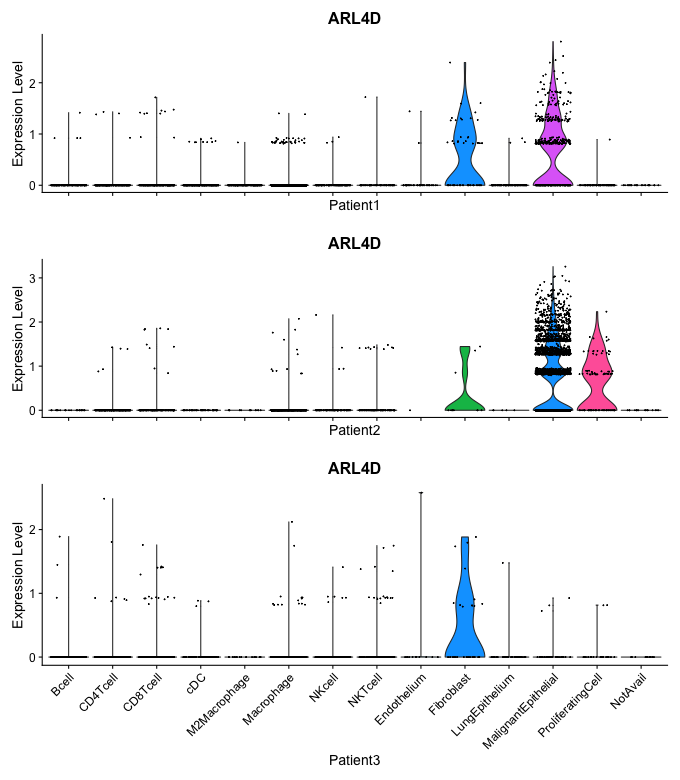 ARL4D
Expression Level
2
1
0
Patient1
ARL4D
Expression Level
3
2
1
0
Patient2
ARL4D
Expression Level
2
1
0
Bcell
CD4Tcell
CD8Tcell
cDC
M2Macrophage
Macrophage
NKcell
NKTcell
Endothelium
Fibroblast
LungEpithelium
MalignantEpithelial
ProliferatingCell
NotAvail
Patient3